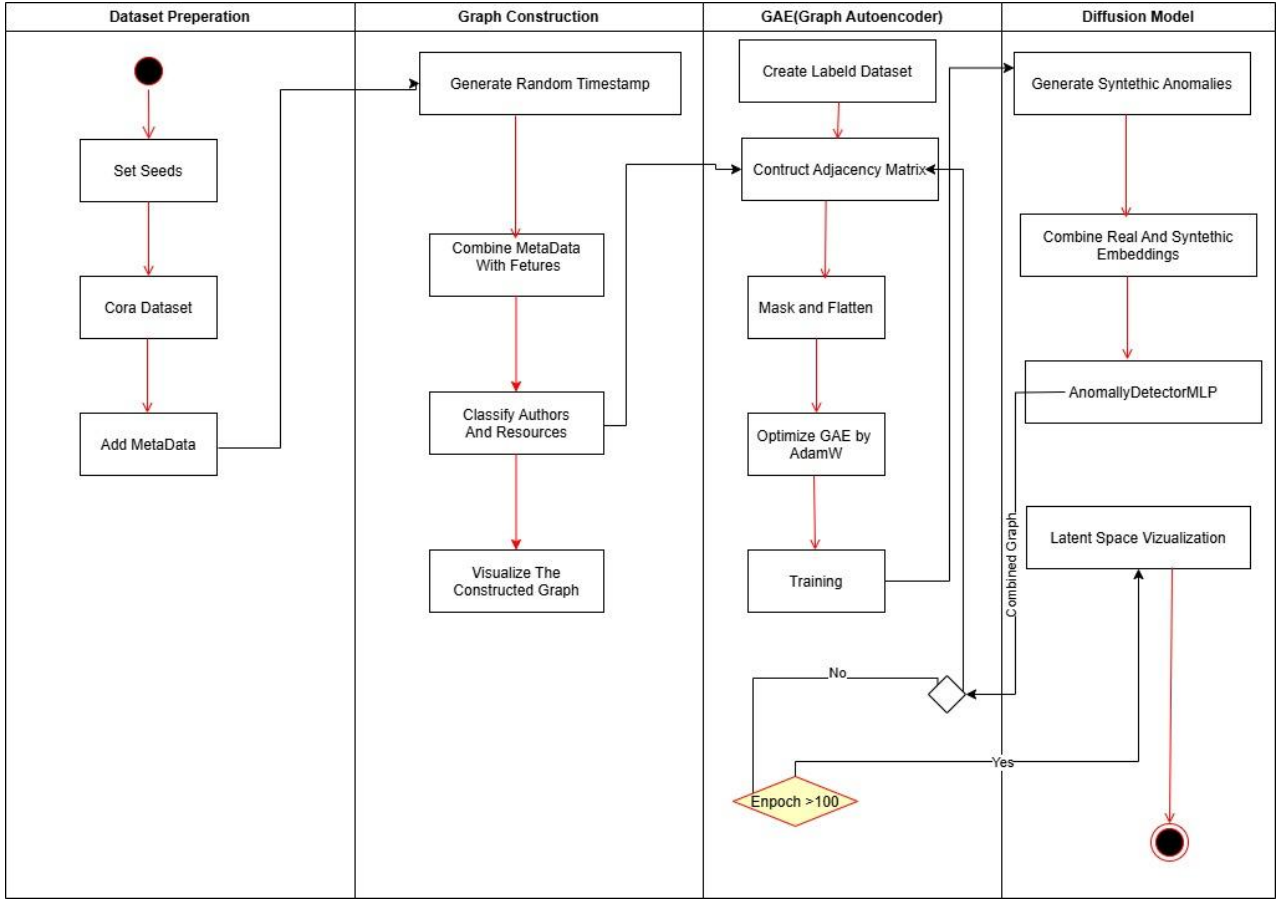 Dataset Preperation
Graph Construction
GAE(Graph Autoencoder)
Diffusion Model
Set Seeds
Cora Dataset
Add MetaData
Generate Random Timestamp
Combine MetaData
With Fetures
Classify Authors
And Resources
Visualize The
Constructed Graph
Create Labeld Dataset
Contruct Adjacency Matrix
Mask and Flatten
Optimize GAE by
AdamW
Training
No
Enpoch >100
Generate Syntethic Anomalies
Combine Real And Syntethic
Embeddings
AnomallyDetectorMLP
Combined Graph
Latent Space Vizualization
Yes